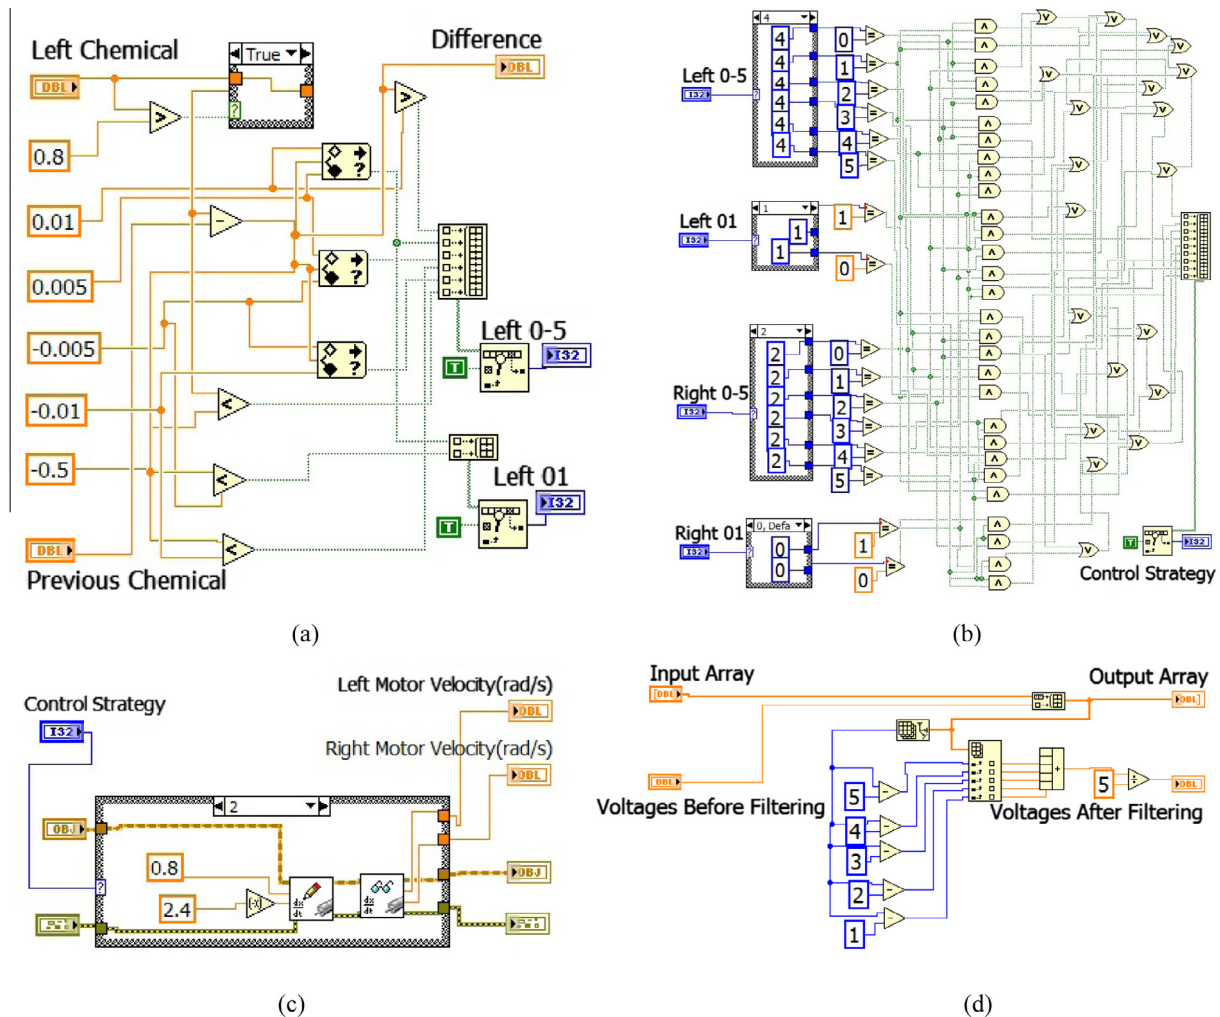 Left Chemical
DBL
0.8
0.01
0.005
-0.005
-0.01
-0.5
DBL
Previous Chemical
True
?
>
Difference
DBL
>
?
-
?
?
<
<
<
Left 0-5
T
I32
Left 01
T
I32
(a)
Left 0-5
I32
4
?
4
4
4
4
4
4
0
1
2
3
4
5
Left 01
I32
1
?
1
1
1
0
Right 0-5
I32
2
?
2
2
2
2
2
2
0
1
2
3
4
5
Right 01
I32
0, Defa
?
0
0
1
0
T
I32
Control Strategy
(b)
Control Strategy
I32
Left Motor Velocity(rad/s)
DBL
Right Motor Velocity(rad/s)
DBL
2
OBJ
0.8
?
2.4
dx
dt
dx
dt
OBJ
(c)
Input Array
[DBL]
Output Array
DBL]
DBL
Voltages Before Filtering
5
4
3
2
1
+
5
÷
DBL
Voltages After Filtering
(d)